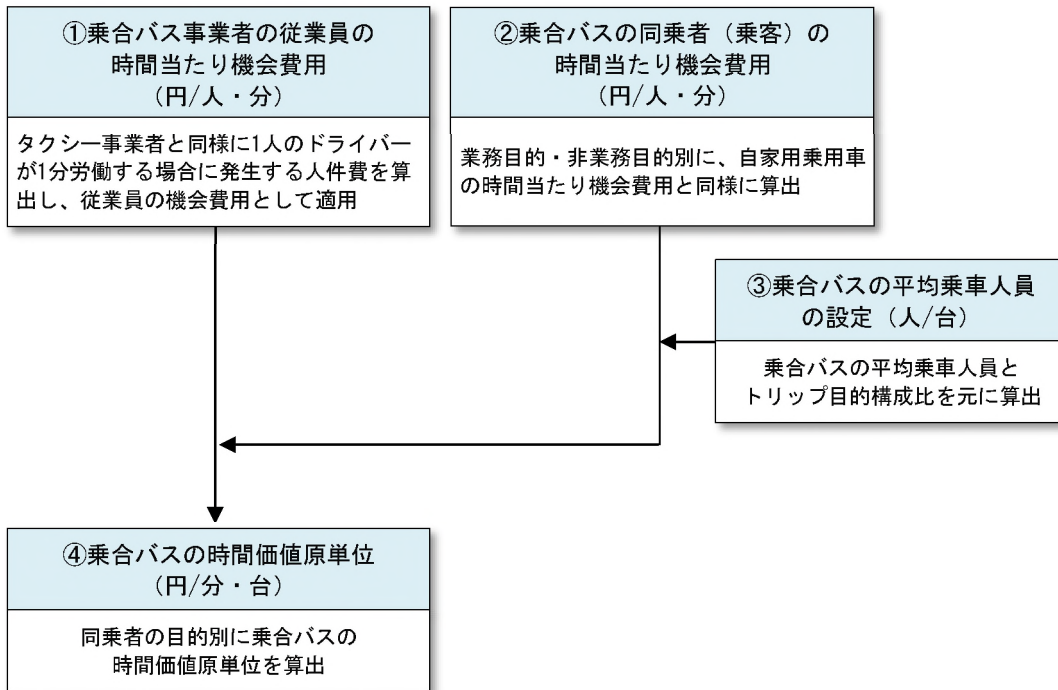 ①乗合バス事業者の従業員の
時間当たり機会費用
（円/人・分）
タクシー事業者と同様に1人のドライバー
が1分労働する場合に発生する人件費を算
出し、従業員の機会費用として適用
②乗合バスの同乗者（乗客）の
時間当たり機会費用
（円/人・分）
業務目的・非業務目的別に、自家用乗用車
の時間当たり機会費用と同様に算出
③乗合バスの平均乗車人員
の設定（人/台）
乗合バスの平均乗車人員と
トリップ目的構成比を元に算出
④乗合バスの時間価値原単位
（円/分・台）
同乗者の目的別に乗合バスの
時間価値原単位を算出